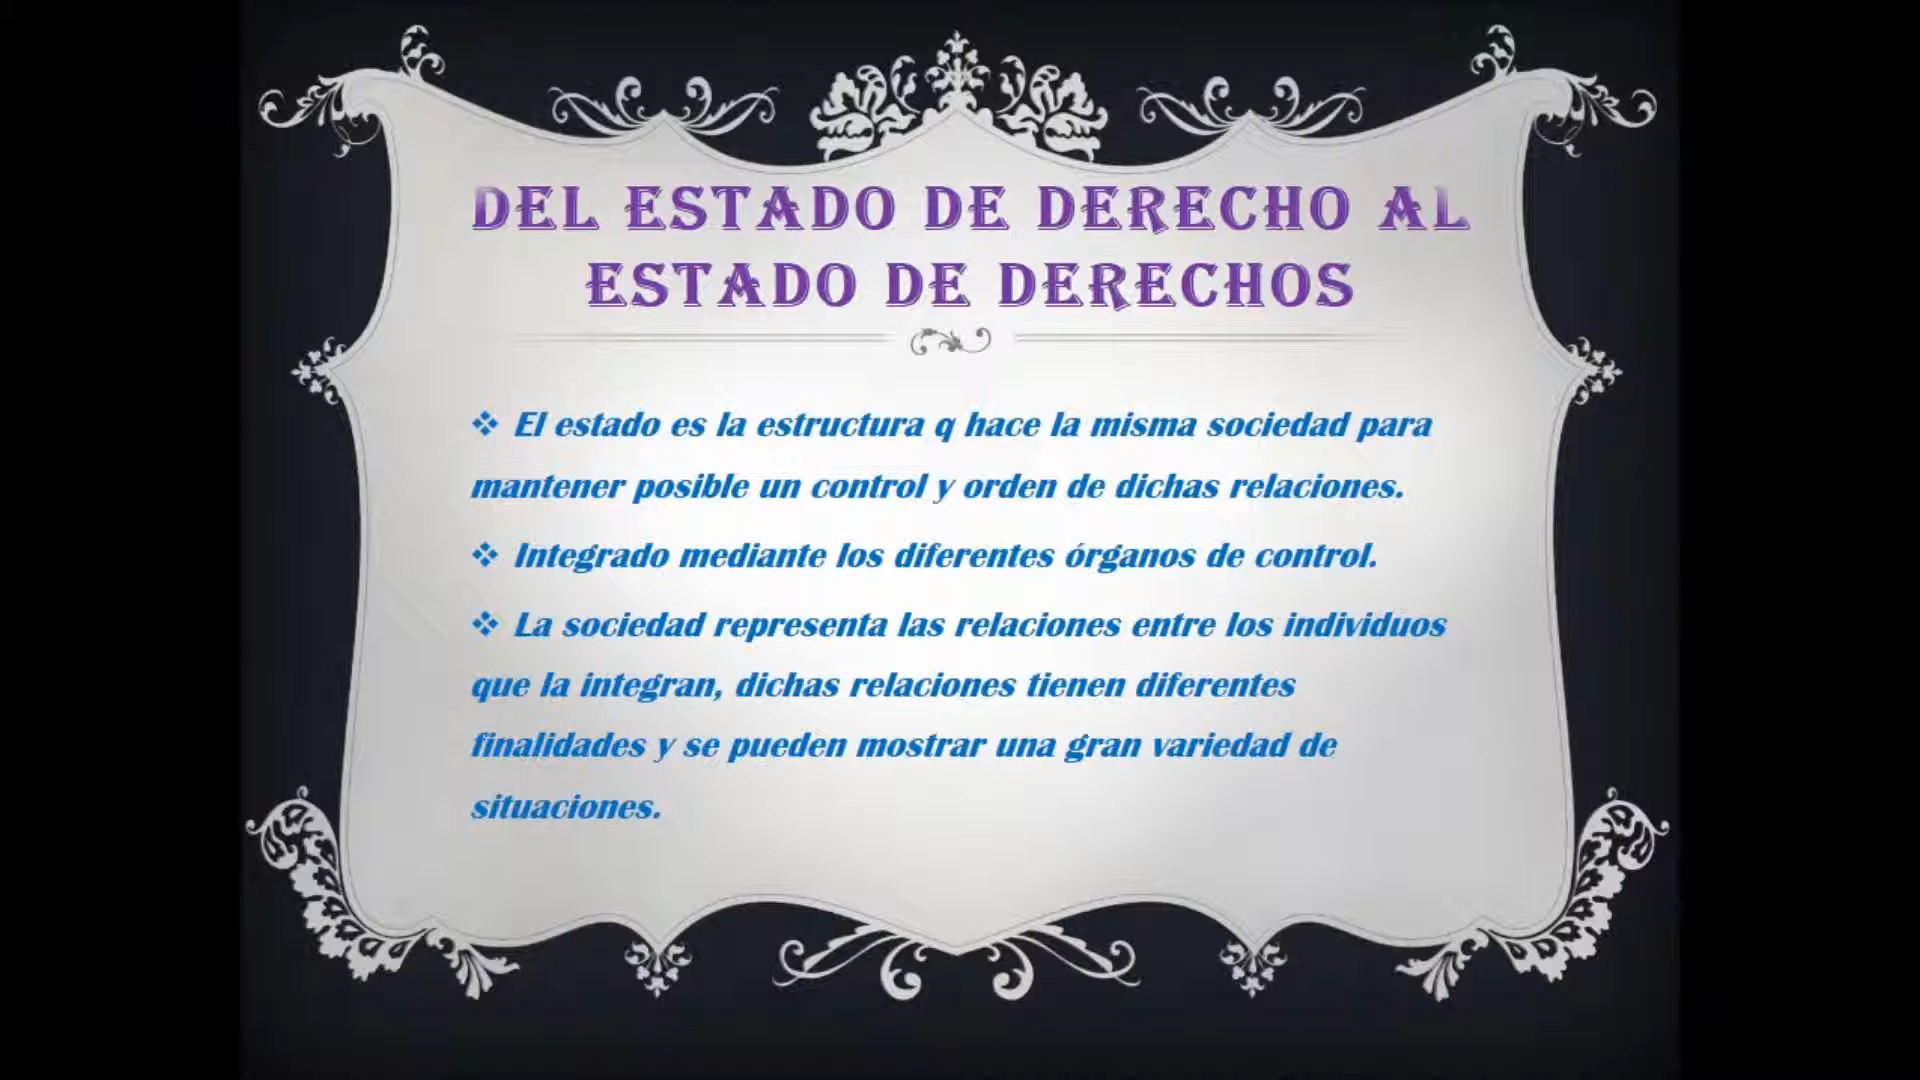 DEL ESTADO DE DERECHO AL
ESTADO DE DERECHOS
❖ El estado es la estructura q hace la misma sociedad para
mantener posible un control y orden de dichas relaciones.
❖ Integrado mediante los diferentes órganos de control.
❖ La sociedad representa las relaciones entre los individuos
que la integran, dichas relaciones tienen diferentes
finalidades y se pueden mostrar una gran variedad de
situaciones.